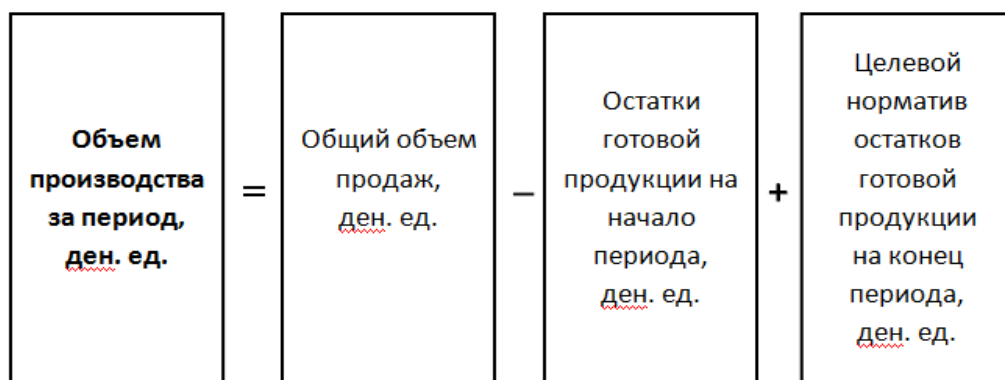 Объем
производства
за период,
ден. ед.
=
Общий объем
продаж,
ден. ед.
–
Остатки
готовой
продукции на
начало
периода,
ден. ед.
+
Целевой
норматив
остатков
готовой
продукции
на конец
периода,
ден. ед.